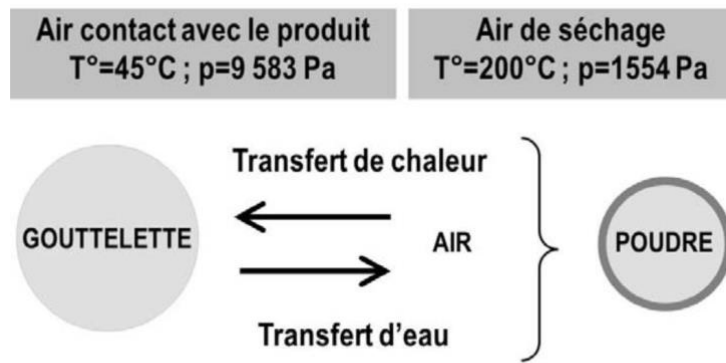 Air contact avec le produit
T°=45°C ; p=9 583 Pa
Air de séchage
T°=200°C ; p=1554 Pa
Transfert de chaleur
GOUTTELETTE
AIR
POUDRE
Transfert d'eau